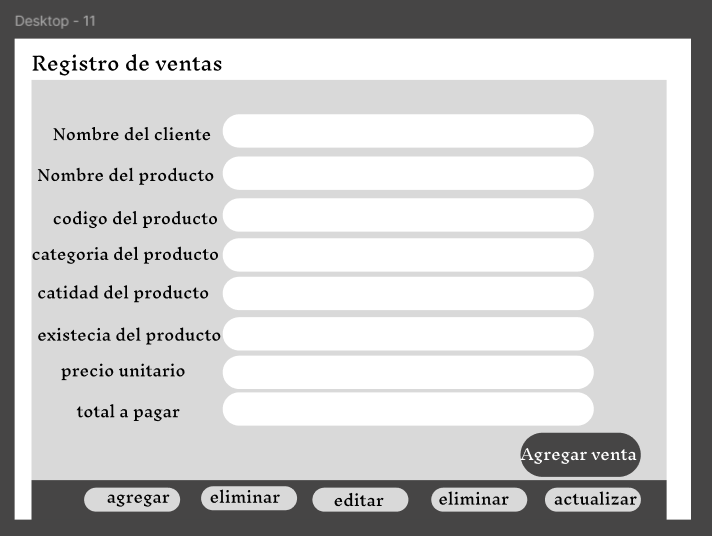 Desktop - 11
Registro de ventas
Nombre del cliente
Nombre del producto
codigo del producto
categoria del producto
catidad del producto
existecia del producto
precio unitario
total a pagar
Agregar venta
agregar
eliminar
editar
eliminar
actualizar